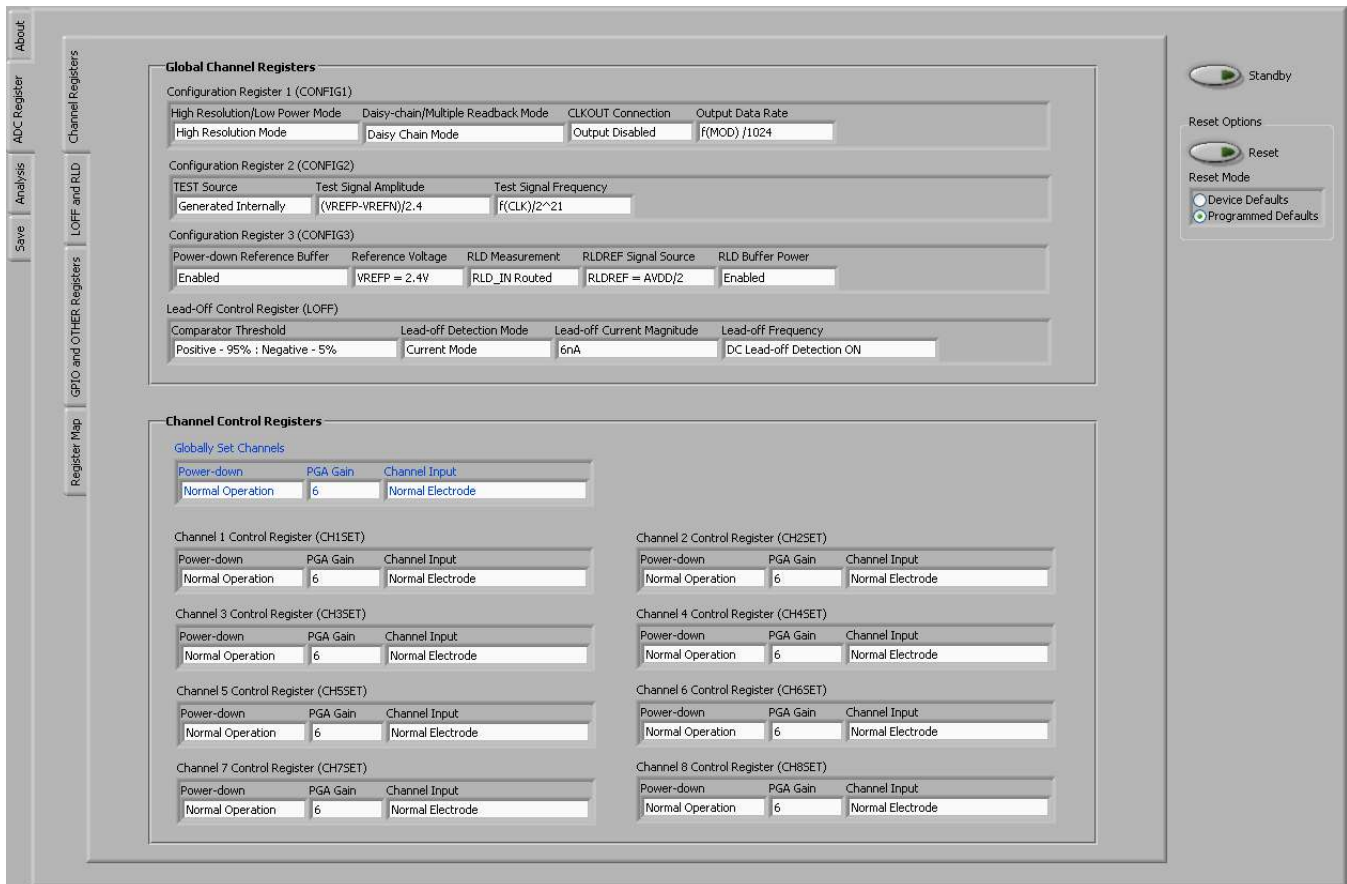 About
ADC Register
Analysis
Save
Channel Registers
LOFF and RLD
GPIO and OTHER Registers
Register Map
Global Channel Registers
Configuration Register 1 (CONFIG1)
High Resolution/Low Power Mode Daisy-chain/Multiple Readback Mode CLKOUT Connection Output Data Rate
High Resolution Mode Daisy Chain Mode Output Disabled f(MOD) /1024
Configuration Register 2 (CONFIG2)
TEST Source Test Signal Amplitude Test Signal Frequency
Generated Internally (VREFP-VREFN)/2.4 f(CLK)/2^21
Configuration Register 3 (CONFIG3)
Power-down Reference Buffer Reference Voltage RLD Measurement RLDREF Signal Source RLD Buffer Power
Enabled VREFP = 2.4V RLD_IN Routed RLDREF = AVDD/2 Enabled
Lead-Off Control Register (LOFF)
Comparator Threshold Lead-off Detection Mode Lead-off Current Magnitude Lead-off Frequency
Positive - 95% : Negative - 5% Current Mode 6nA DC Lead-off Detection ON
Channel Control Registers
Globally Set Channels
Power-down PGA Gain Channel Input
Normal Operation 6 Normal Electrode
Channel 1 Control Register (CH1SET)
Power-down PGA Gain Channel Input
Normal Operation 6 Normal Electrode
Channel 2 Control Register (CH2SET)
Power-down PGA Gain Channel Input
Normal Operation 6 Normal Electrode
Channel 3 Control Register (CH3SET)
Power-down PGA Gain Channel Input
Normal Operation 6 Normal Electrode
Channel 4 Control Register (CH4SET)
Power-down PGA Gain Channel Input
Normal Operation 6 Normal Electrode
Channel 5 Control Register (CH5SET)
Power-down PGA Gain Channel Input
Normal Operation 6 Normal Electrode
Channel 6 Control Register (CH6SET)
Power-down PGA Gain Channel Input
Normal Operation 6 Normal Electrode
Channel 7 Control Register (CH7SET)
Power-down PGA Gain Channel Input
Normal Operation 6 Normal Electrode
Channel 8 Control Register (CH8SET)
Power-down PGA Gain Channel Input
Normal Operation 6 Normal Electrode
Standby
Reset Options
Reset
Reset Mode
Device Defaults
Programmed Defaults